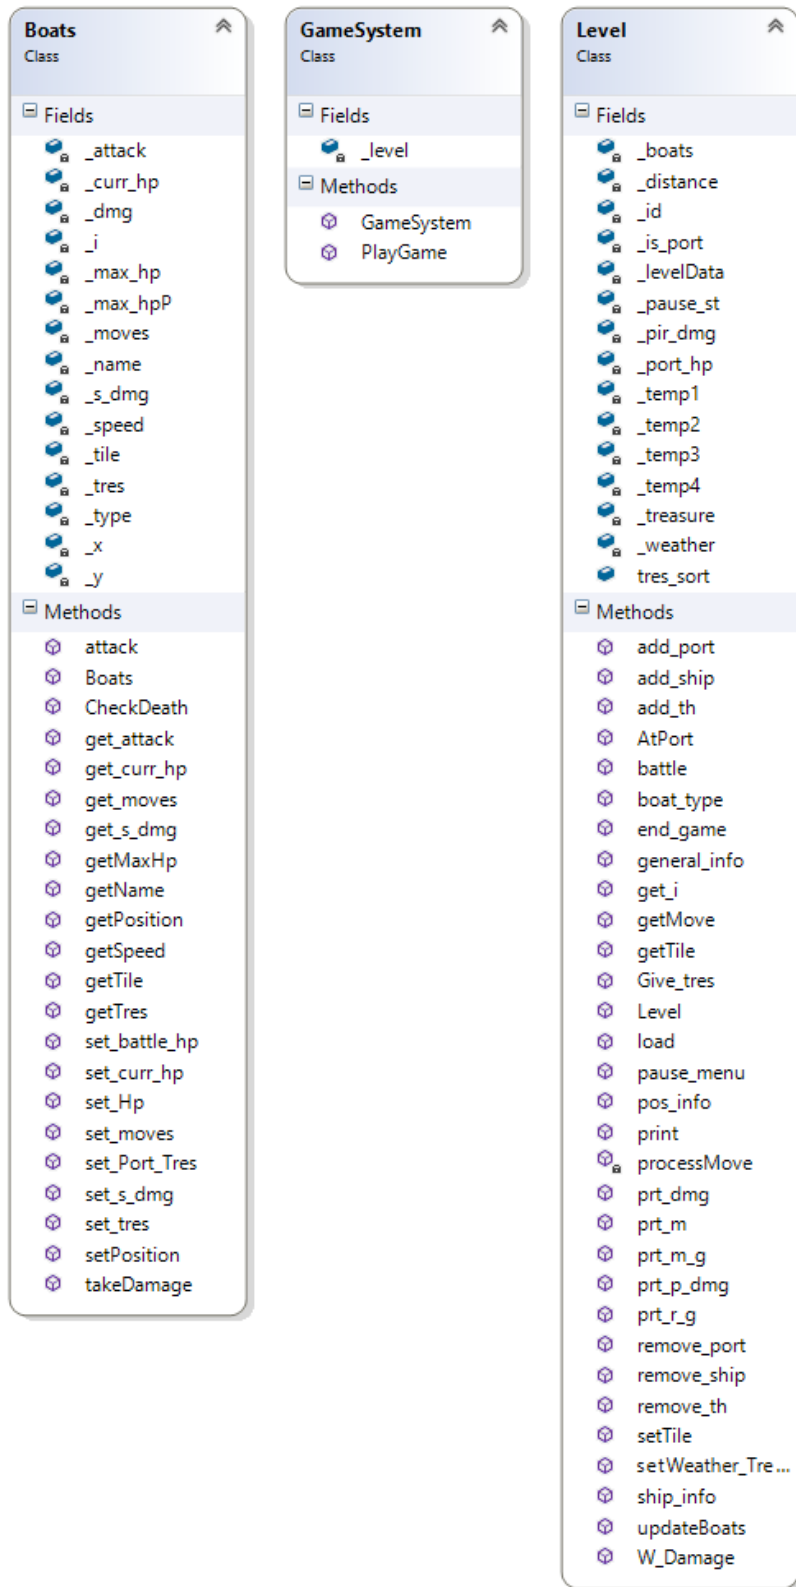 Boats
Class
Fields
_attack
_curr_hp
_dmg
_i
_max_hp
_max_hpP
_moves
_name
_s_dmg
_speed
_tile
_tres
_type
_x
_y
Methods
attack
Boats
CheckDeath
get_attack
get_curr_hp
get_moves
get_s_dmg
getMaxHp
getName
getPosition
getSpeed
getTile
getTres
set_battle_hp
set_curr_hp
set_Hp
set_moves
set_Port_Tres
set_s_dmg
set_tres
setPosition
takeDamage
GameSystem
Class
Fields
_level
Methods
GameSystem
PlayGame
Level
Class
Fields
_boats
_distance
_id
_is_port
_levelData
_pause_st
_pir_dmg
_port_hp
_temp1
_temp2
_temp3
_temp4
_treasure
_weather
tres_sort
Methods
add_port
add_ship
add_th
AtPort
battle
boat_type
end_game
general_info
get_i
getMove
getTile
Give_tres
Level
load
pause_menu
pos_info
print
processMove
prt_dmg
prt_m
prt_m_g
prt_p_dmg
prt_r_g
remove_port
remove_ship
remove_th
setTile
setWeather_Tre...
ship_info
updateBoats
W_Damage